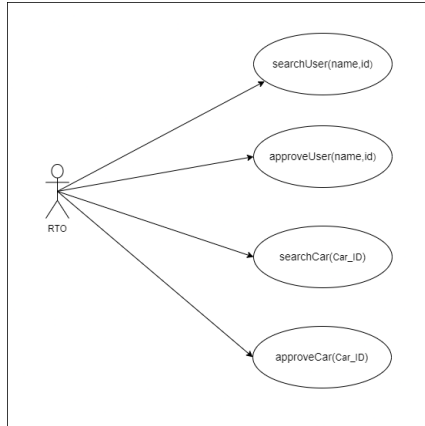 searchUser(name,id)
approveUser(name,id)
RTO
searchCar(Car_ID)
approveCar(Car_ID)